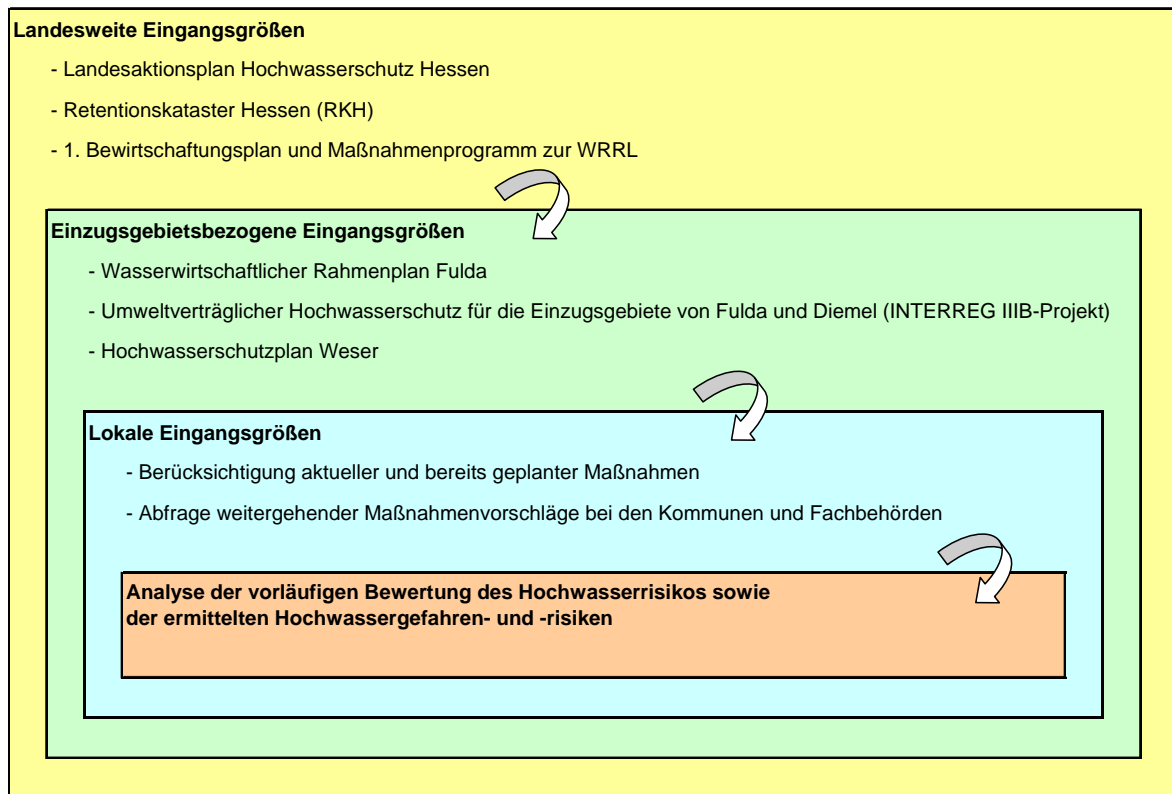 Landesweite Eingangsgrößen
- Landesaktionsplan Hochwasserschutz Hessen
- Retentionskataster Hessen (RKH)
- 1. Bewirtschaftungsplan und Maßnahmenprogramm zur WRRL
Einzugsgebietsbezogene Eingangsgrößen
- Wasserwirtschaftlicher Rahmenplan Fulda
- Umweltverträglicher Hochwasserschutz für die Einzugsgebiete von Fulda und Diemel (INTERREG IIIB-Projekt)
- Hochwasserschutzplan Weser
Lokale Eingangsgrößen
- Berücksichtigung aktueller und bereits geplanter Maßnahmen
- Abfrage weitergehender Maßnahmenvorschläge bei den Kommunen und Fachbehörden
Analyse der vorläufigen Bewertung des Hochwasserrisikos sowie
der ermittelten Hochwassergefahren- und -risiken